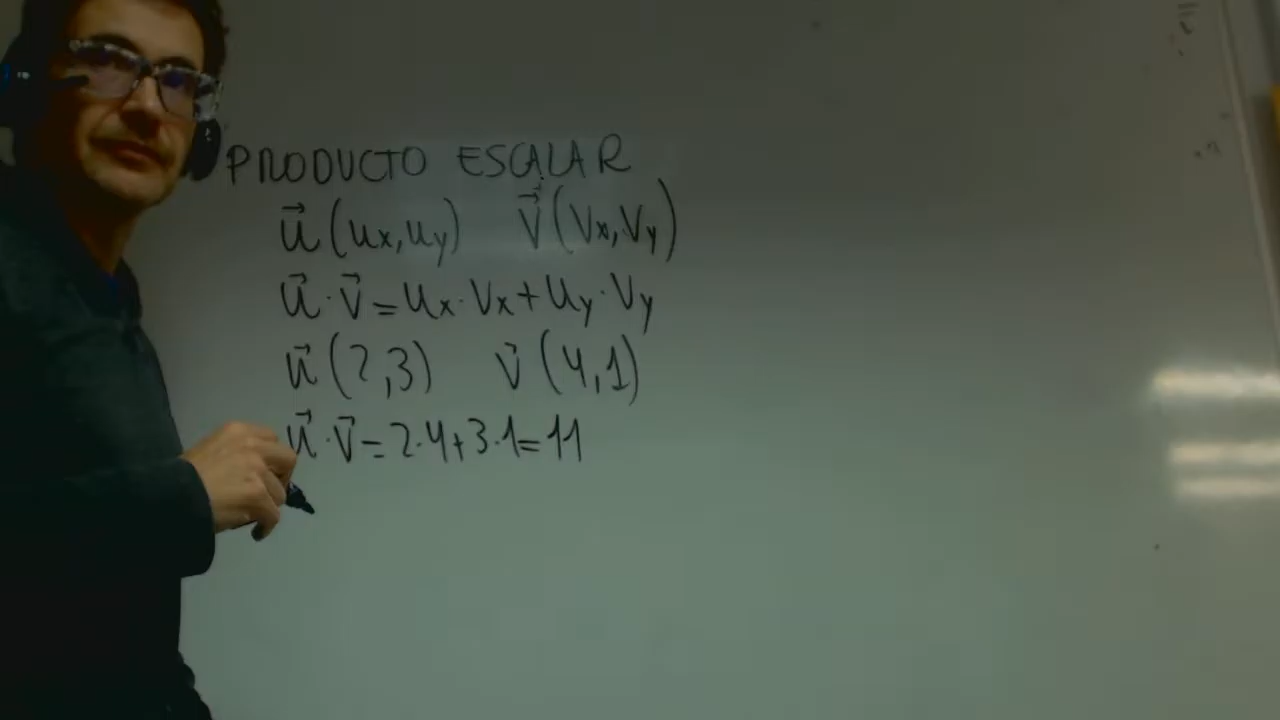 PRODUCTO ESCALAR
u⃗ (ux,uy) v⃗ (Vx,Vy)
u⃗ · v⃗ = ux · Vx + uy · Vy
u⃗ (2,3) v⃗ (4,1)
u⃗ · v⃗ = 2·4+3·1=11